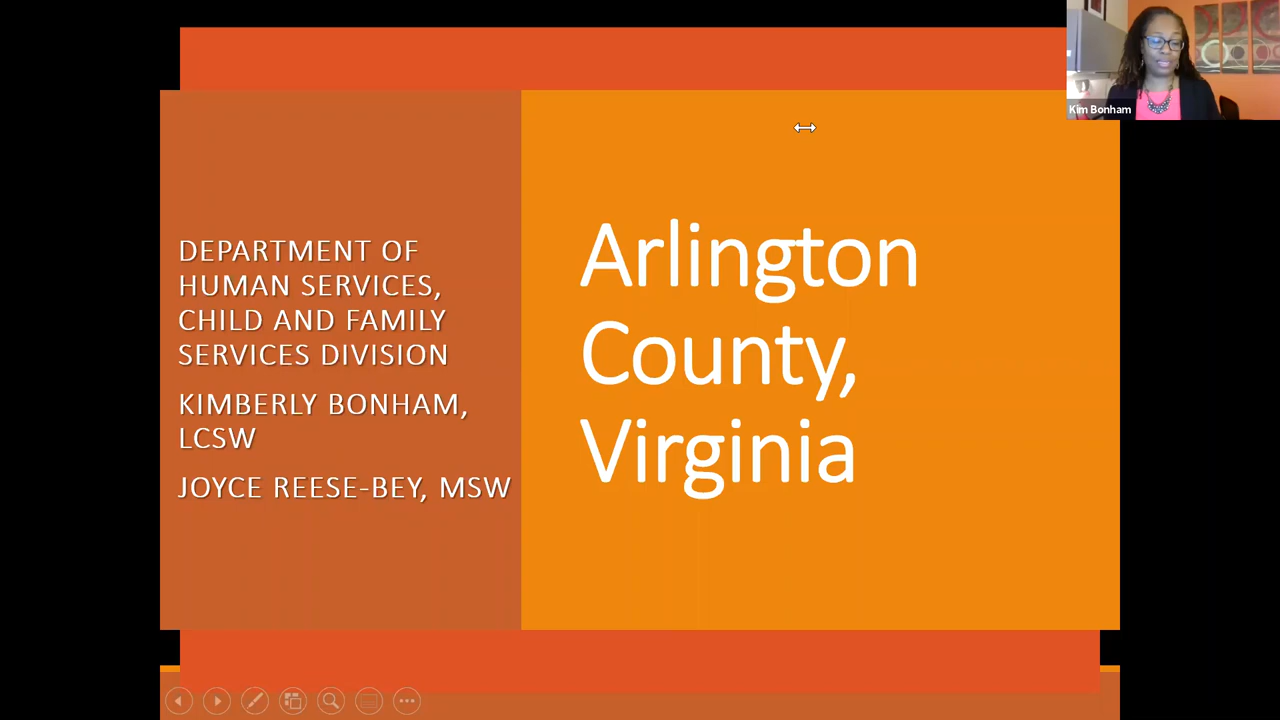 DEPARTMENT OF
HUMAN SERVICES,
CHILD AND FAMILY
SERVICES DIVISION
KIMBERLY BONHAM,
LCSW
JOYCE REESE-BEY, MSW
Arlington
County,
Virginia
Kim Bonham